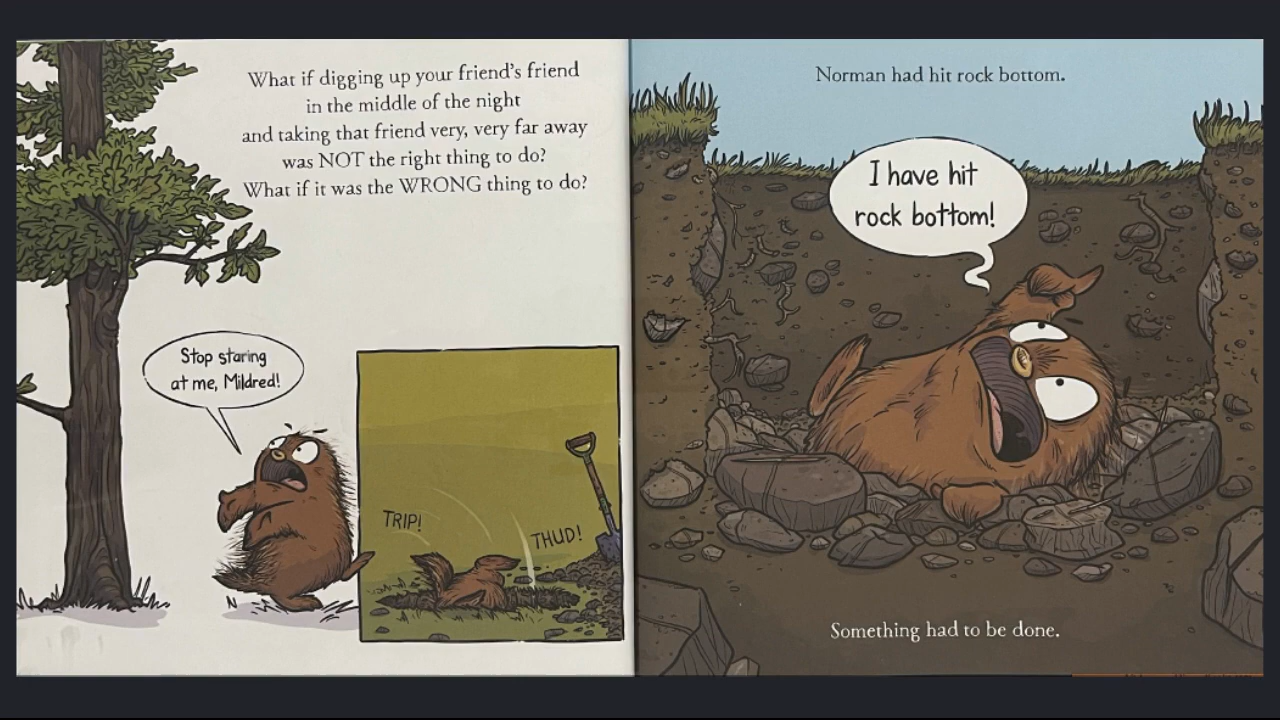 What if digging up your friend's friend
in the middle of the night
and taking that friend very, very far away
was NOT the right thing to do?
What if it was the WRONG thing to do?
Stop staring
at me, Mildred!
TRIP!
THUD!
Norman had hit rock bottom.
I have hit
rock bottom!
Something had to be done.